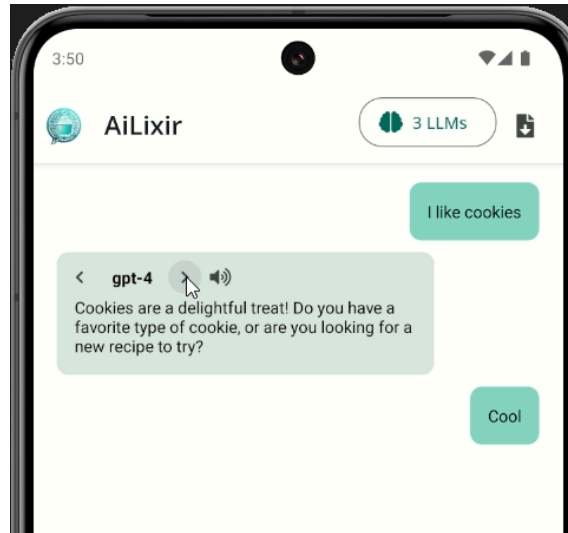 3:50
AiLixir
3 LLMs
I like cookies
gpt-4
Cookies are a delightful treat! Do you have a
favorite type of cookie, or are you looking for a
new recipe to try?
Cool